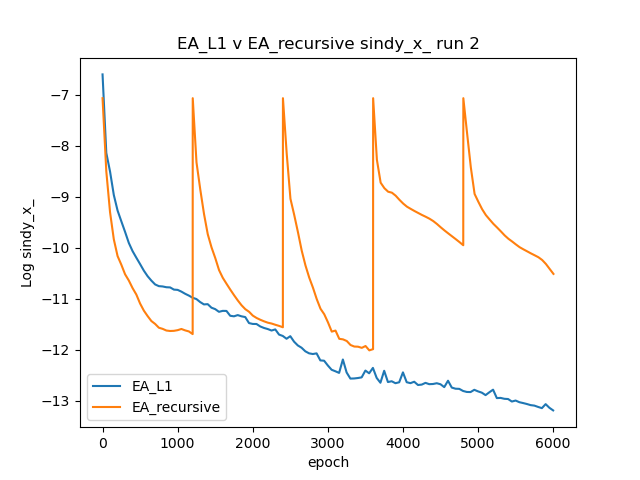 EA_L1 v EA_recursive sindy_x_ run 2
Log sindy_x_
−7
−8
−9
−10
−11
−12
−13
EA_L1
EA_recursive
0
1000
2000
3000
4000
5000
6000
epoch